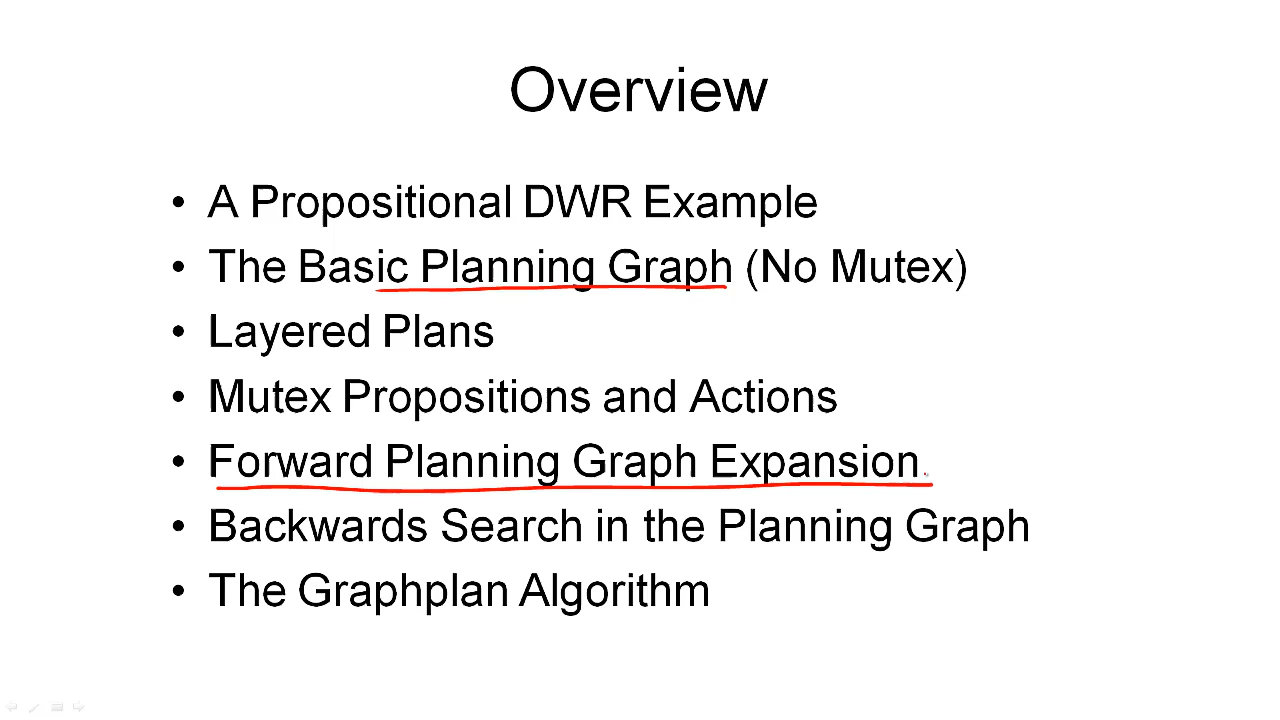 Overview
• A Propositional DWR Example
• The Basic Planning Graph (No Mutex)
• Layered Plans
• Mutex Propositions and Actions
• Forward Planning Graph Expansion
• Backwards Search in the Planning Graph
• The Graphplan Algorithm